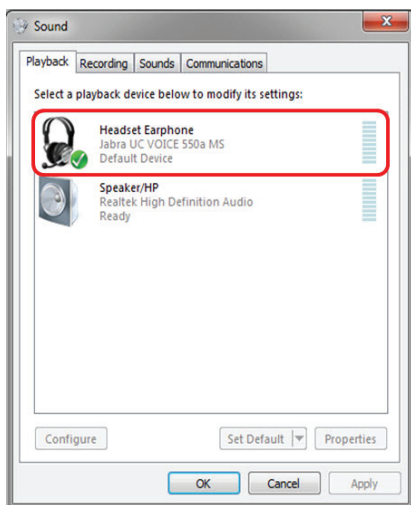 Sound
Playback Recording Sounds Communications
Select a playback device below to modify its settings:
Headset Earphone
Jabra UC VOICE 550a MS
Default Device
Speaker/HP
Realtek High Definition Audio
Ready
Configure Set Default Properties
OK Cancel Apply